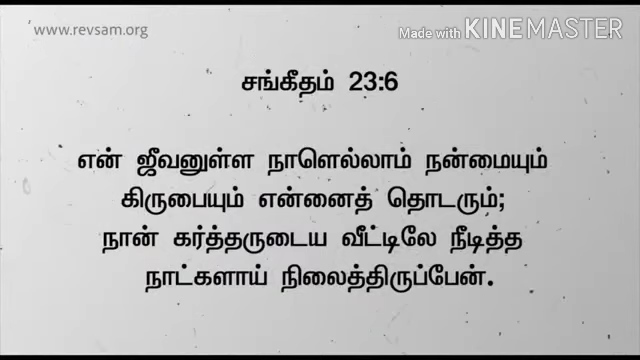 www.revsam.org
Made with KINEMASTER
சங்கீதம் 23:6
என் ஜீவனுள்ள நாளெல்லாம் நன்மையும்
கிருபையும் என்னைத் தொடரும்;
நான் கர்த்தருடைய வீட்டிலே நீடித்த
நாட்களாய் நிலைத்திருப்பேன்.